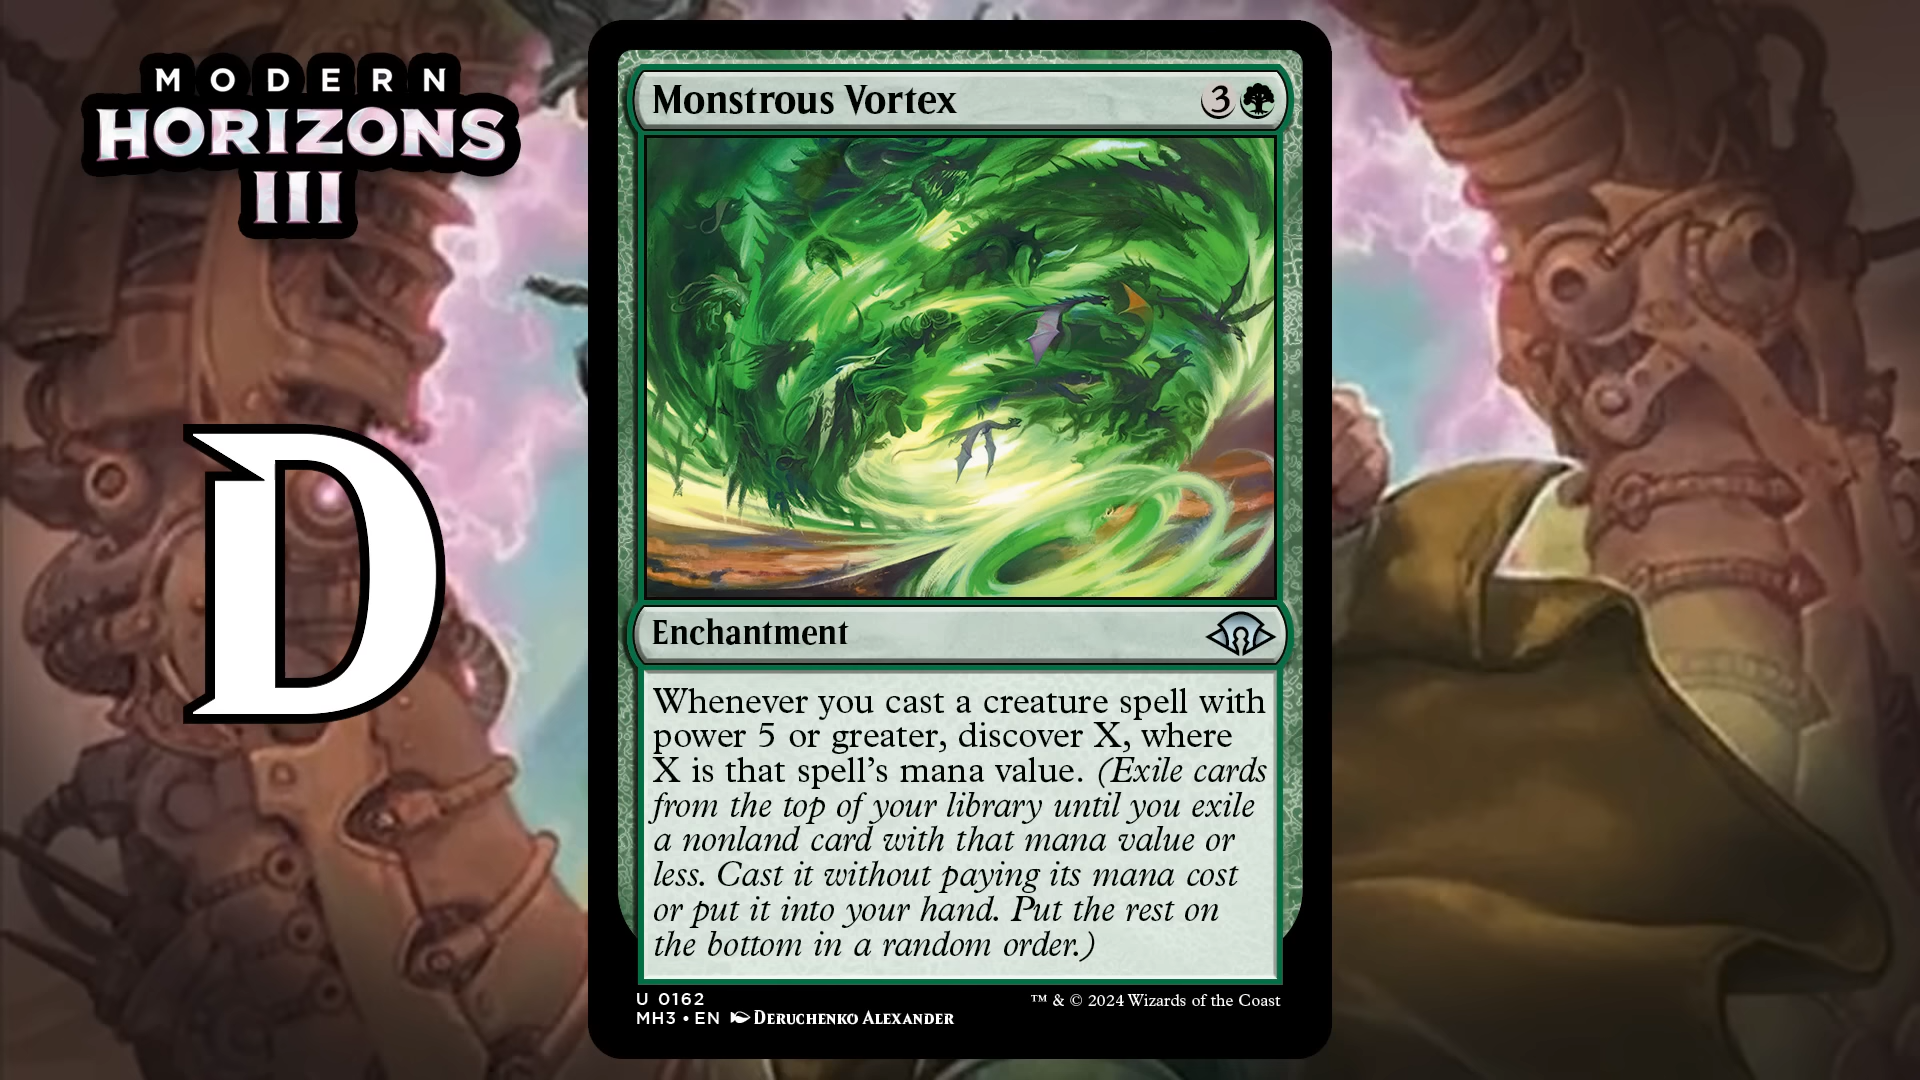 MODERN
HORIZONS
III
D
Monstrous Vortex
3
Enchantment
Whenever you cast a creature spell with
power 5 or greater, discover X, where
X is that spell's mana value. (Exile cards
from the top of your library until you exile
a nonland card with that mana value or
less. Cast it without paying its mana cost
or put it into your hand. Put the rest on
the bottom in a random order.)
U 0162
MH3 • EN DERUCHENKO ALEXANDER
™ & © 2024 Wizards of the Coast